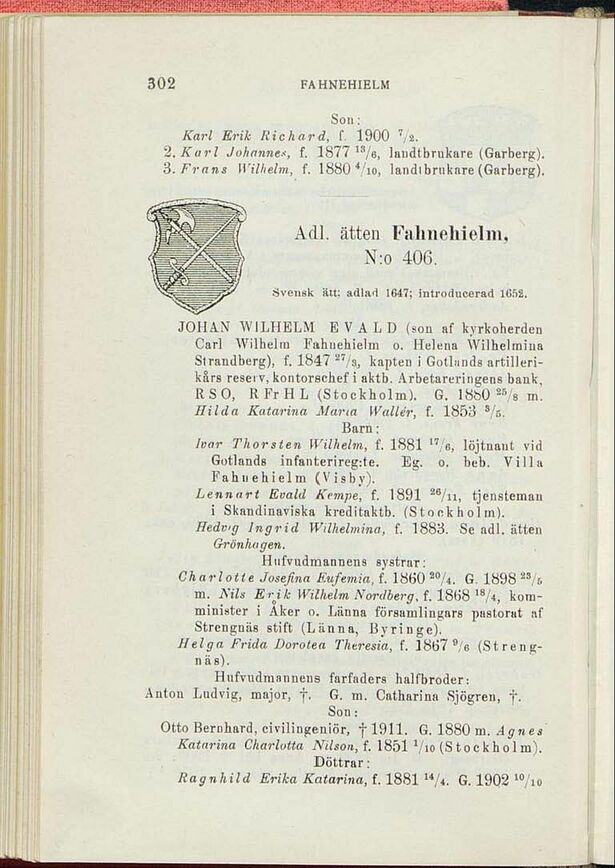 302 FAHNEHIELM
Son:
Karl Erik Richard, f. 1900 7/2.
2. Karl Johannes, f. 1877 13/6, landtbrukare (Garberg).
3. Frans Wilhelm, f. 1880 4/10, landtbrukare (Garberg).
Adl. ätten Fahnehielm,
N:o 406.
Svensk ätt; adlad 1647; introducerad 1652.
JOHAN WILHELM EVALD (son af kyrkoherden
Carl Wilhelm Fahnehielm o. Helena Wilhelmina
Strandberg), f. 1847 27/3, kapten i Gotlands artilleri-
kårs reserv, kontorschef i aktb. Arbetareringens bank,
RSO, RFrHL (Stockholm). G. 1880 25/8 m.
Hilda Katarina Maria Wallér, f. 1853 3/5.
Barn:
Ivar Thorsten Wilhelm, f. 1881 17/6, löjtnant vid
Gotlands infanterireg:te. Eg. o. beb. Villa
Fahnehielm (Visby).
Lennart Evald Kempe, f. 1891 26/11, tjensteman
i Skandinaviska kreditaktb. (Stockholm).
Hedvig Ingrid Wilhelmina, f. 1883. Se adl. ätten
Grönhagen.
Hufvudmannens systrar:
Charlotte Josefina Eufemia, f. 1860 20/4. G. 1898 23/5
m. Nils Erik Wilhelm Nordberg, f. 1868 18/4, kom-
minister i Åker o. Länna församlingars pastorat af
Strengnäs stift (Länna, Byringe).
Helga Frida Dorotea Theresia, f. 1867 9/6 (Streng-
näs).
Hufvudmannens farfaders halfbroder:
Anton Ludvig, major, †. G. m. Catharina Sjögren, †.
Son:
Otto Bernhard, civilingeniör, † 1911. G. 1880 m. Agnes
Katarina Charlotta Nilson, f. 1851 1/10 (Stockholm).
Döttrar:
Ragnhild Erika Katarina, f. 1881 14/4. G. 1902 10/10